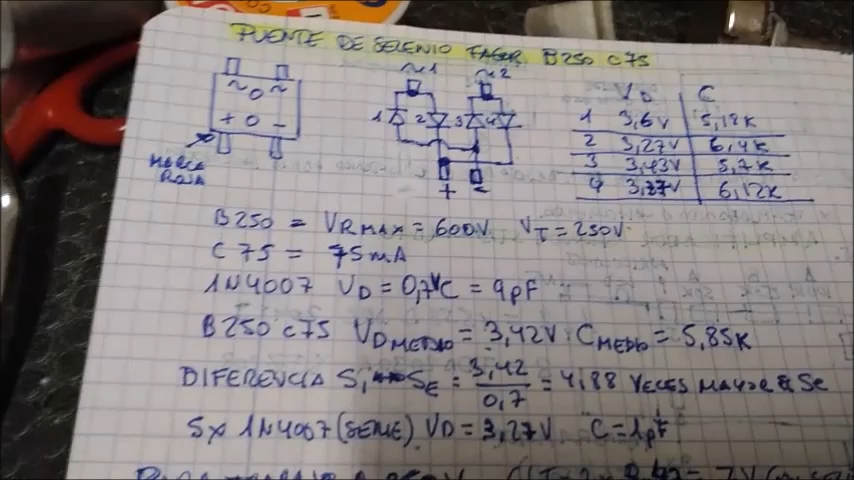 PUENTE DE SELENIO FAGOR B250 C75
~1 ~2
~ ~
+ -
1 2 3 4
+ -
MARCA
ROJA
VD C
1 3,6V 5,12K
2 3,27V 6,4K
3 3,43V 5,7K
4 3,37V 6,12K
B250 = VRMAX = 600V VT = 250V
C75 = 75mA
1N4007 VD = 0,7V C = 9pF
B250 C75 VDMEDIO = 3,42V CMEDIO = 5,85K
DIFERENCIA Si SE = 3,42 / 0,7 = 4,88 VECES MAYOR Se
5x 1N4007 (SERIE) VD = 3,27V C = 1pF